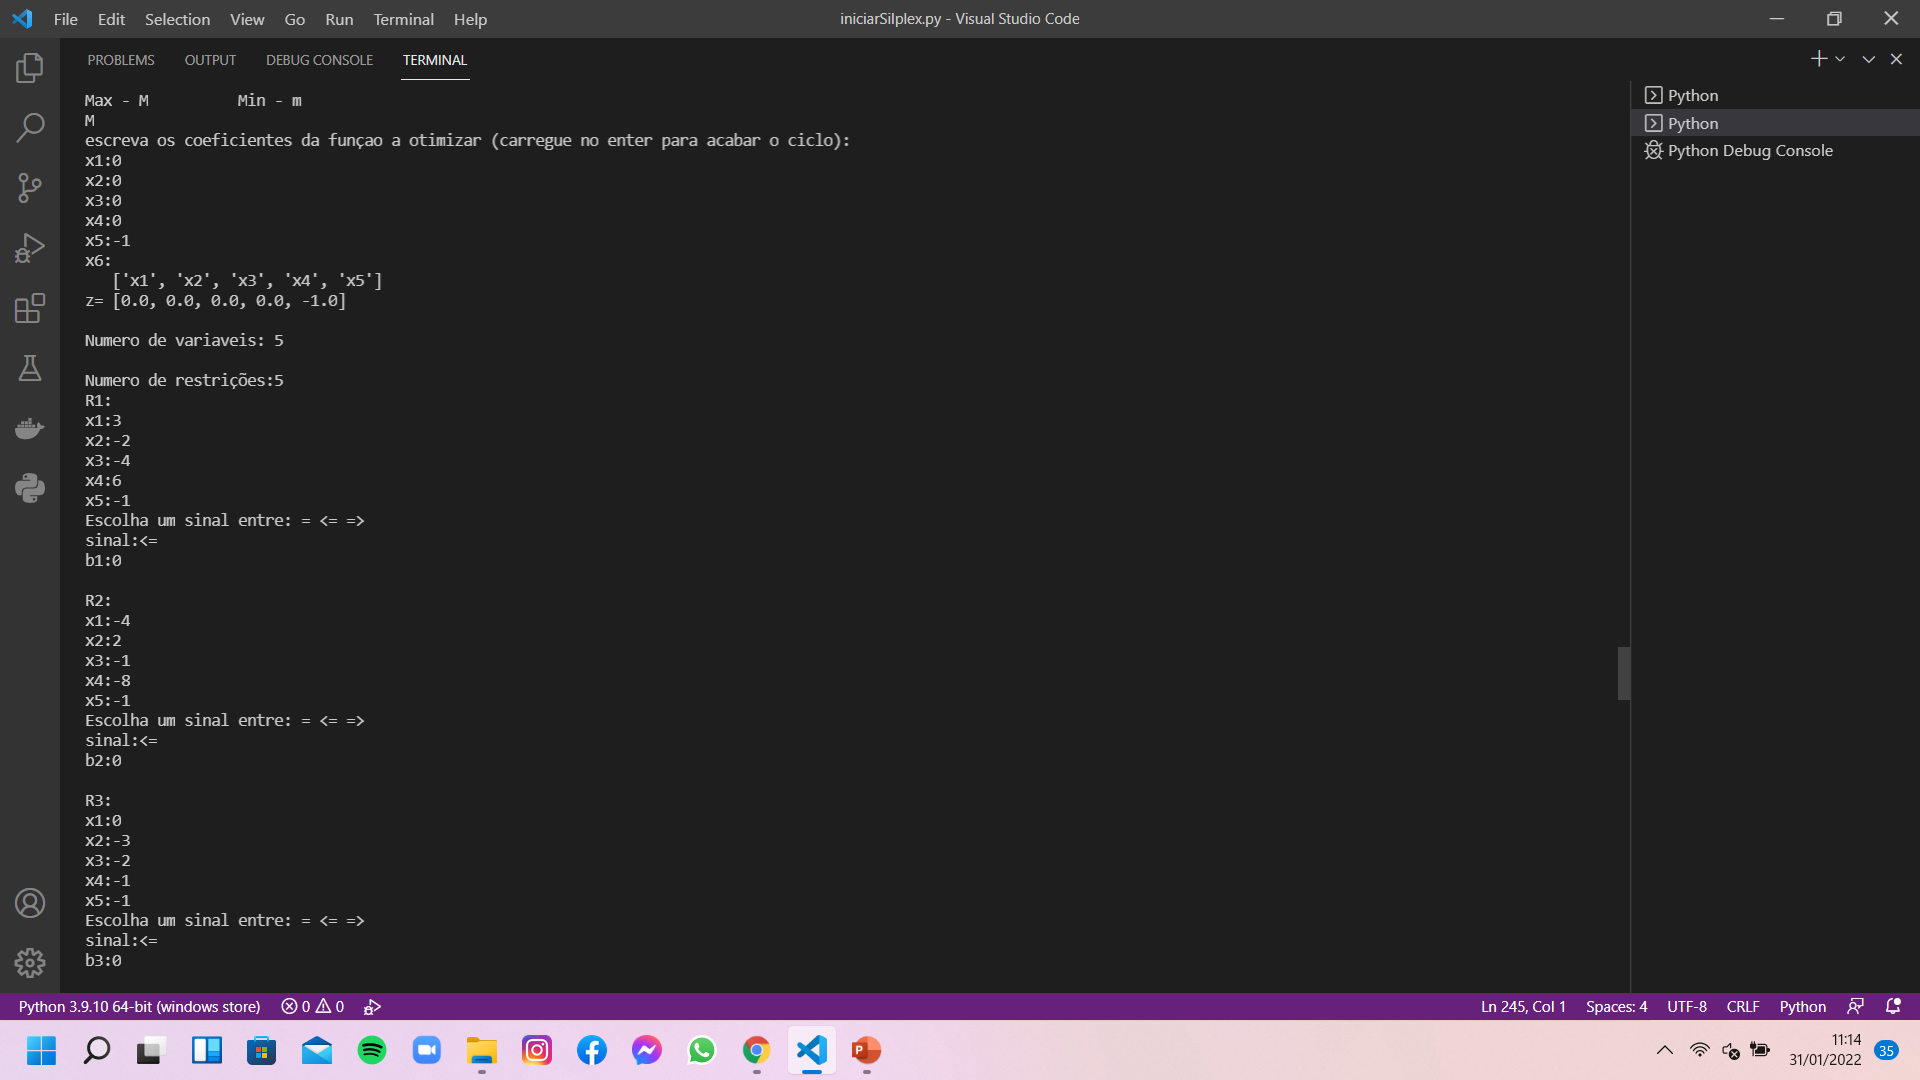 File Edit Selection View Go Run Terminal Help
iniciarSilplex.py - Visual Studio Code
PROBLEMS OUTPUT DEBUG CONSOLE TERMINAL
Max - M Min - m
M
escreva os coeficientes da funçao a otimizar (carregue no enter para acabar o ciclo):
x1:0
x2:0
x3:0
x4:0
x5:-1
x6:
['x1', 'x2', 'x3', 'x4', 'x5']
z= [0.0, 0.0, 0.0, 0.0, -1.0]
Numero de variaveis: 5
Numero de restrições:5
R1:
x1:3
x2:-2
x3:-4
x4:6
x5:-1
Escolha um sinal entre: = <= =>
sinal:<=
b1:0
R2:
x1:-4
x2:2
x3:-1
x4:-8
x5:-1
Escolha um sinal entre: = <= =>
sinal:<=
b2:0
R3:
x1:0
x2:-3
x3:-2
x4:-1
x5:-1
Escolha um sinal entre: = <= =>
sinal:<=
b3:0
Python
Python
Python Debug Console
Python 3.9.10 64-bit (windows store) 0 0
Ln 245, Col 1 Spaces: 4 UTF-8 CRLF Python
P
11:14
31/01/2022
35